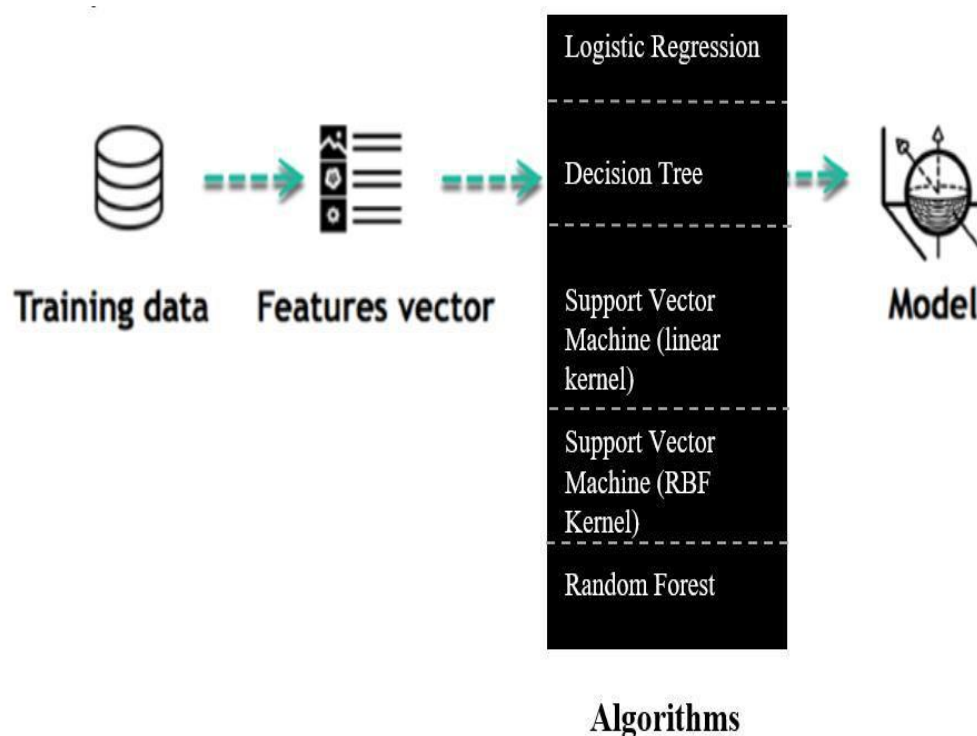 Logistic Regression
Decision Tree
Training data
Features vector
Support Vector
Machine (linear
kernel)
Model
Support Vector
Machine (RBF
Kernel)
Random Forest
Algorithms